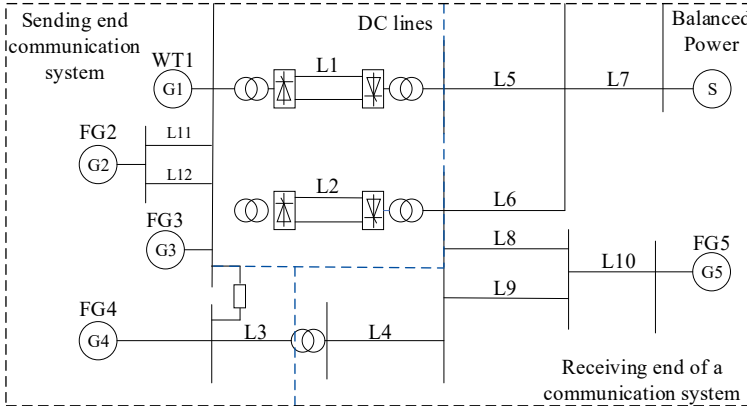 Sending end
communication
system
DC lines
Balanced
Power
WT1
G1
L1
L5
L7
S
FG2
G2
L11
L12
L2
L6
FG3
G3
L8
FG5
L10
G5
L9
FG4
G4
L3
L4
Receiving end of a
communication system